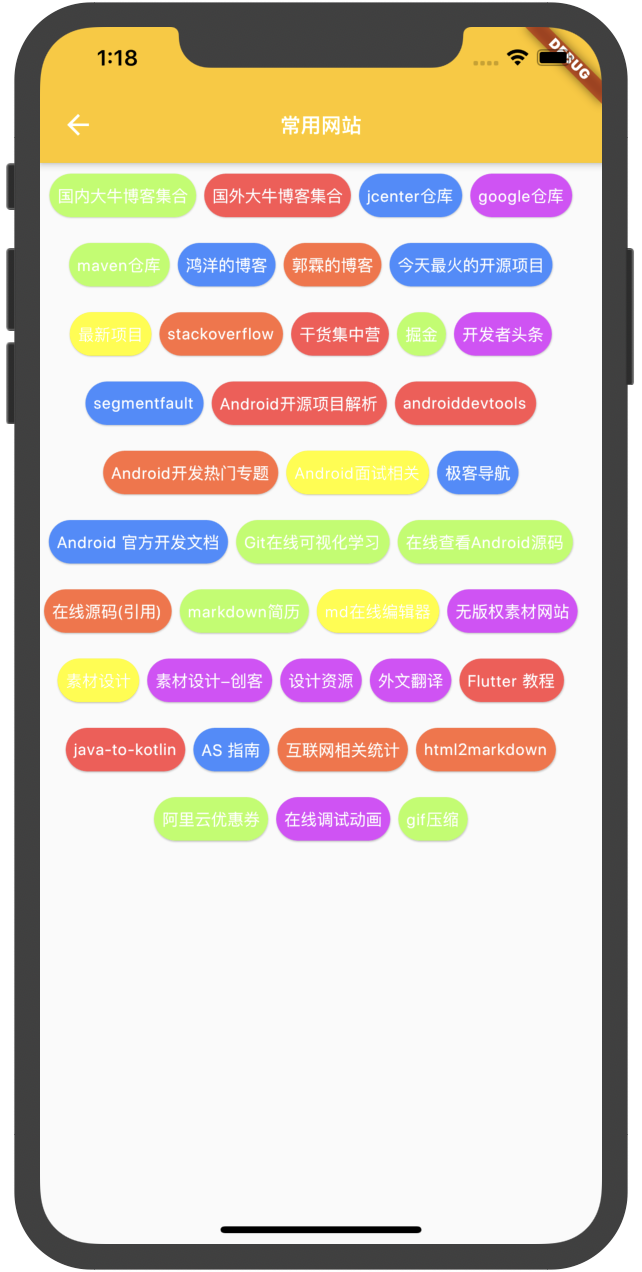 1:18
DEBUG
常用网站
国内大牛博客集合 国外大牛博客集合 jcenter仓库 google仓库
maven仓库 鸿洋的博客 郭霖的博客 今天最火的开源项目
最新项目 stackoverflow 干货集中营 掘金 开发者头条
segmentfault Android开源项目解析 androiddevtools
Android开发热门专题 Android面试相关 极客导航
Android 官方开发文档 Git在线可视化学习 在线查看Android源码
在线源码(引用) markdown简历 md在线编辑器 无版权素材网站
素材设计 素材设计-创客 设计资源 外文翻译 Flutter 教程
java-to-kotlin AS 指南 互联网相关统计 html2markdown
阿里云优惠券 在线调试动画 gif压缩